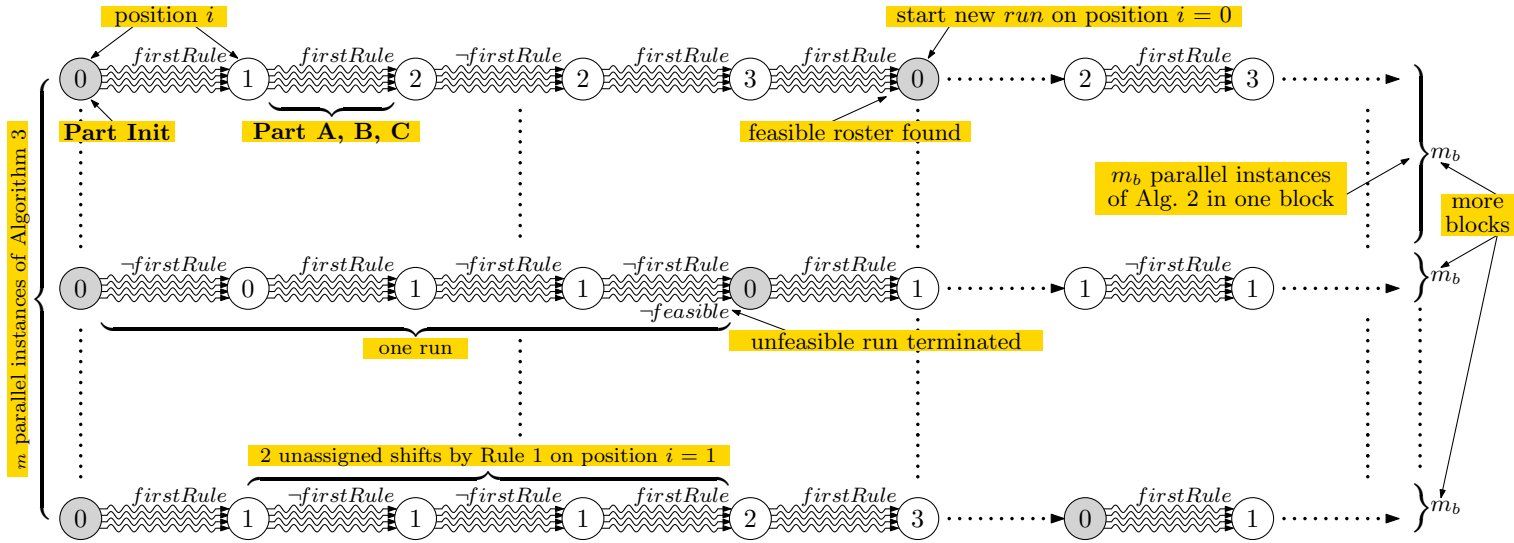 position i
start new run on position i = 0
firstRule firstRule ¬firstRule firstRule firstRule firstRule
0 1 2 2 3 0 2 3
Part Init
Part A, B, C
feasible roster found
m_b
m_b parallel instances
of Alg. 2 in one block
more
blocks
m parallel instances of Algorithm 3
¬firstRule firstRule ¬firstRule ¬firstRule firstRule ¬firstRule
0 0 1 1 0 1 1 1
m_b
¬feasible
one run
unfeasible run terminated
2 unassigned shifts by Rule 1 on position i = 1
firstRule ¬firstRule ¬firstRule firstRule firstRule firstRule
0 1 1 1 2 3 0 1
m_b